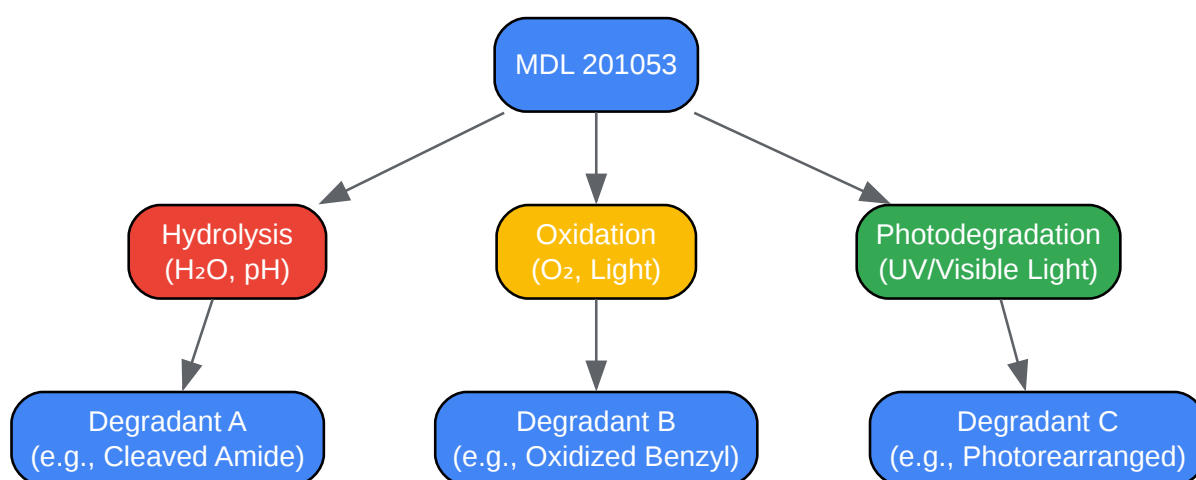 MDL 201053
Hydrolysis
(H₂O, pH)
Oxidation
(O₂, Light)
Photodegradation
(UV/Visible Light)
Degradant A
(e.g., Cleaved Amide)
Degradant B
(e.g., Oxidized Benzyl)
Degradant C
(e.g., Photorearranged)